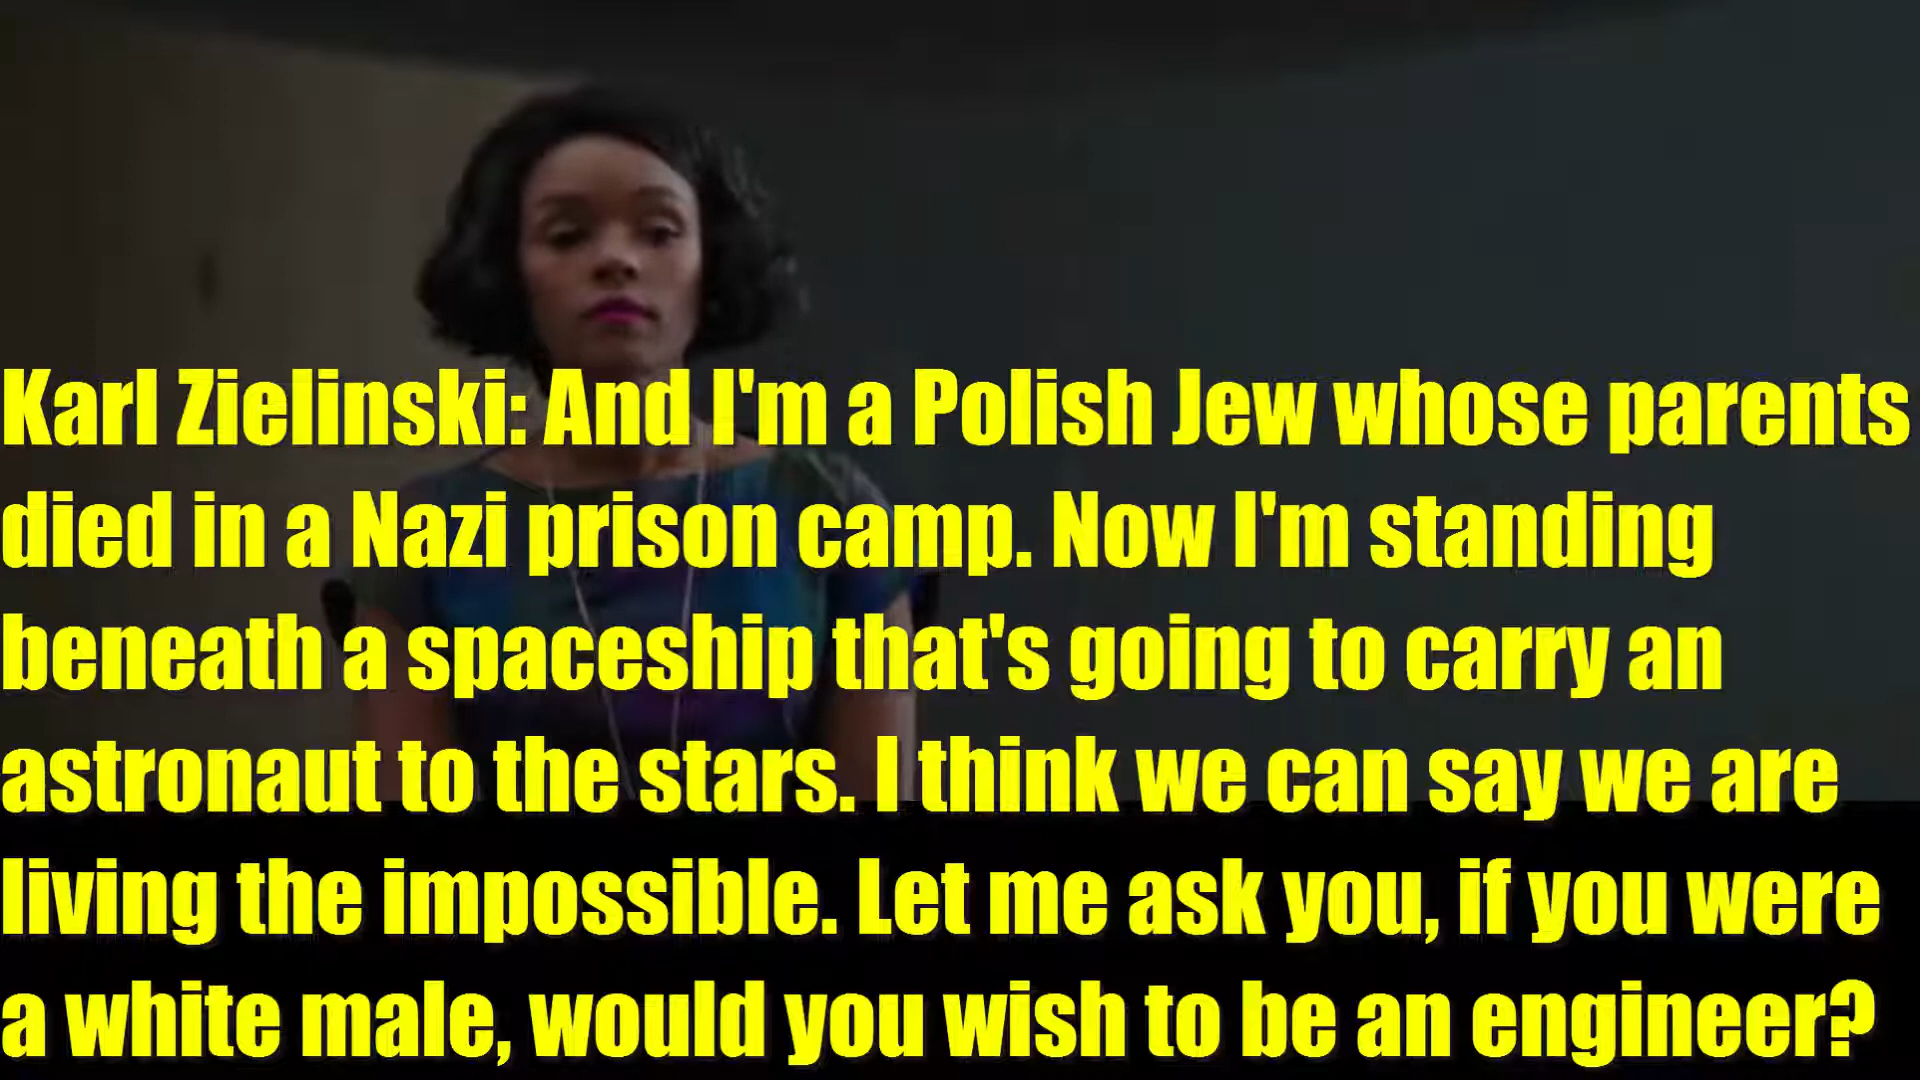 Karl Zielinski: And I'm a Polish Jew whose parents
died in a Nazi prison camp. Now I'm standing
beneath a spaceship that's going to carry an
astronaut to the stars. I think we can say we are
living the impossible. Let me ask you, if you were
a white male, would you wish to be an engineer?